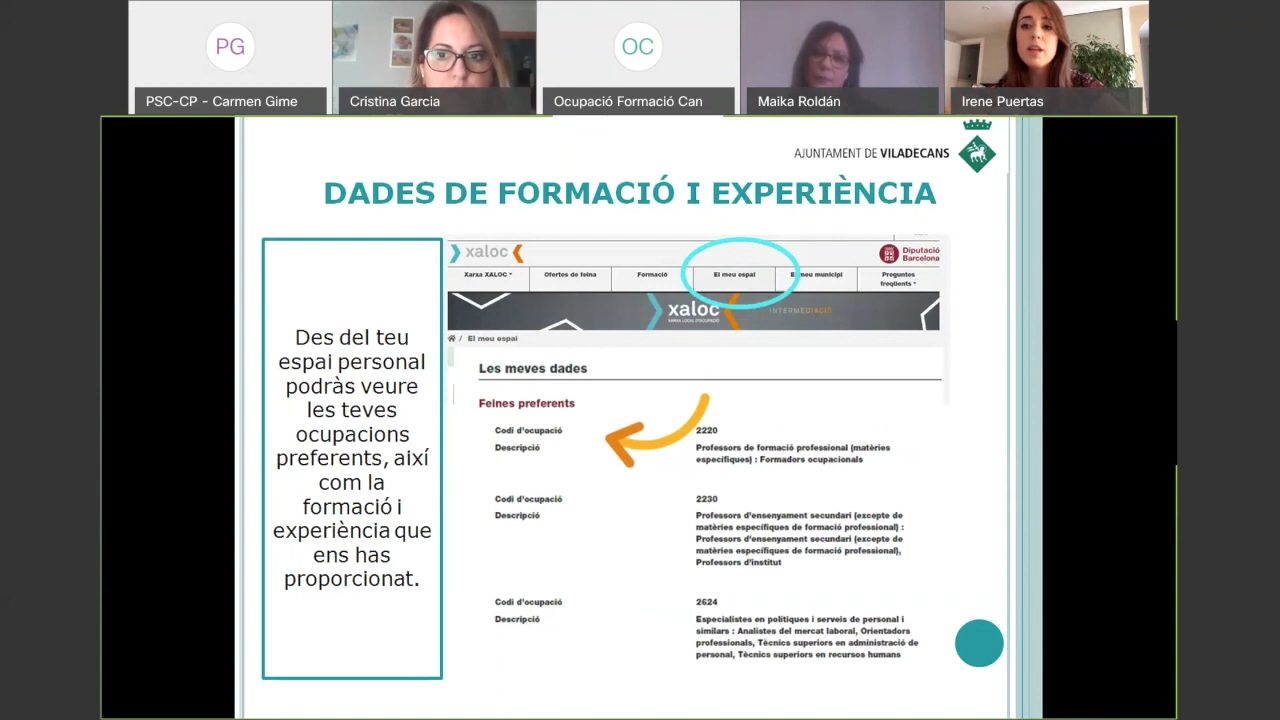 PG
OC
PSC-CP - Carmen Gime
Cristina Garcia
Ocupació Formació Can
Maika Roldán
Irene Puertas
AJUNTAMENT DE VILADECANS
DADES DE FORMACIÓ I EXPERIÈNCIA
Des del teu
espai personal
podràs veure
les teves
ocupacions
preferents, així
com la
formació i
experiència que
ens has
proporcionat.
xaloc
Diputació
Barcelona
Xarxa XALOC
Ofertes de feina
Formació
El meu espai
El meu municipi
Preguntes
freqüents
xaloc
XARXA LOCAL D'OCUPACIÓ
INTERMEDIACIÓ
/ El meu espai
Les meves dades
Feines preferents
Codi d'ocupació 2220
Descripció Professors de formació professional (matèries
específiques) : Formadors ocupacionals
Codi d'ocupació 2230
Descripció Professors d'ensenyament secundari (excepte de
matèries específiques de formació professional) :
Professors d'ensenyament secundari (excepte de
matèries específiques de formació professional),
Professors d'institut
Codi d'ocupació 2624
Descripció Especialistes en polítiques i serveis de personal i
similars : Analistes del mercat laboral, Orientadors
professionals, Tècnics superiors en administració de
personal, Tècnics superiors en recursos humans